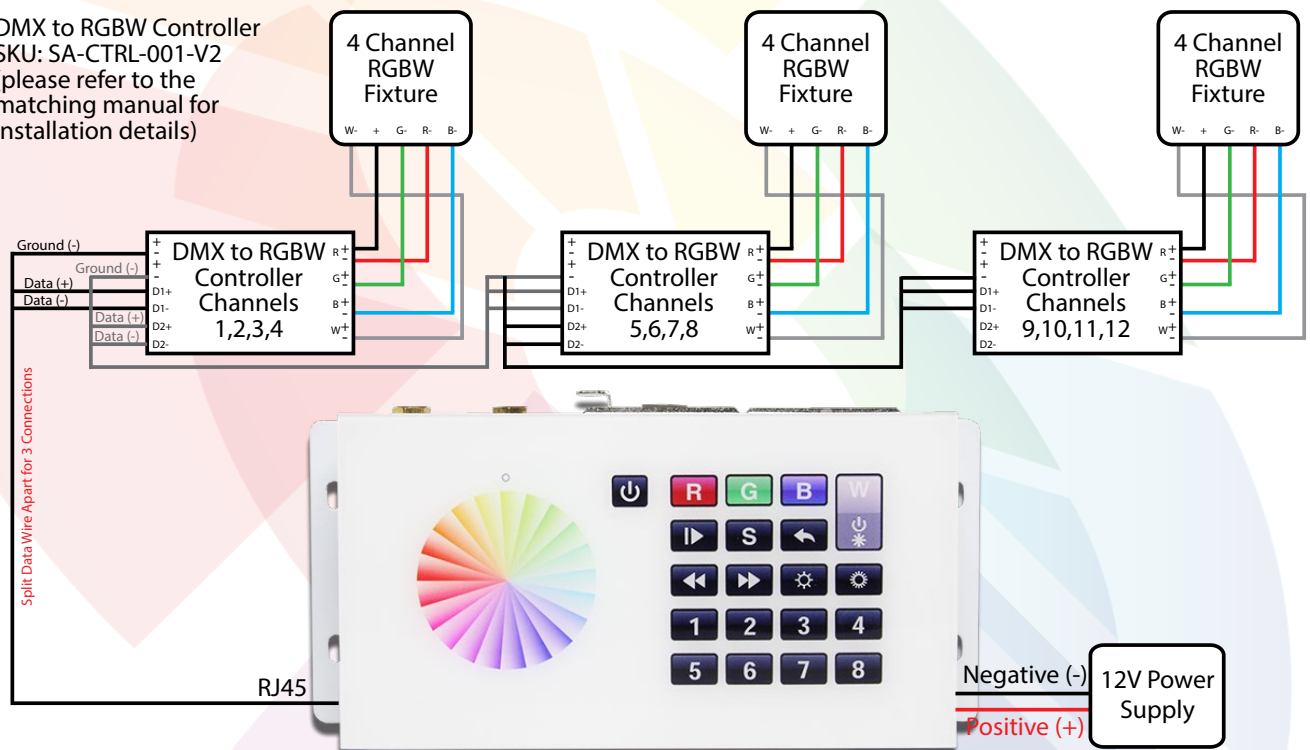 DMX to RGBW Controller
SKU: SA-CTRL-001-V2
(please refer to the
matching manual for
installation details)
4 Channel
RGBW
Fixture
W- + G- R- B-
4 Channel
RGBW
Fixture
W- + G- R- B-
4 Channel
RGBW
Fixture
W- + G- R- B-
Ground (-)
Ground (-)
Data (+)
Data (-)
Data (+)
Data (-)
+
-
+
-
D1+
D1-
D2+
D2-
DMX to RGBW
Controller
Channels
1,2,3,4
R+
-
G+
-
B+
-
W+
-
+
-
+
-
D1+
D1-
D2+
D2-
DMX to RGBW
Controller
Channels
5,6,7,8
R+
-
G+
-
B+
-
W+
-
+
-
+
-
D1+
D1-
D2+
D2-
DMX to RGBW
Controller
Channels
9,10,11,12
R+
-
G+
-
B+
-
W+
-
Split Data Wire Apart for 3 Connections
R G B W
S
1 2 3 4
5 6 7 8
RJ45
Negative (-)
Positive (+)
12V Power
Supply